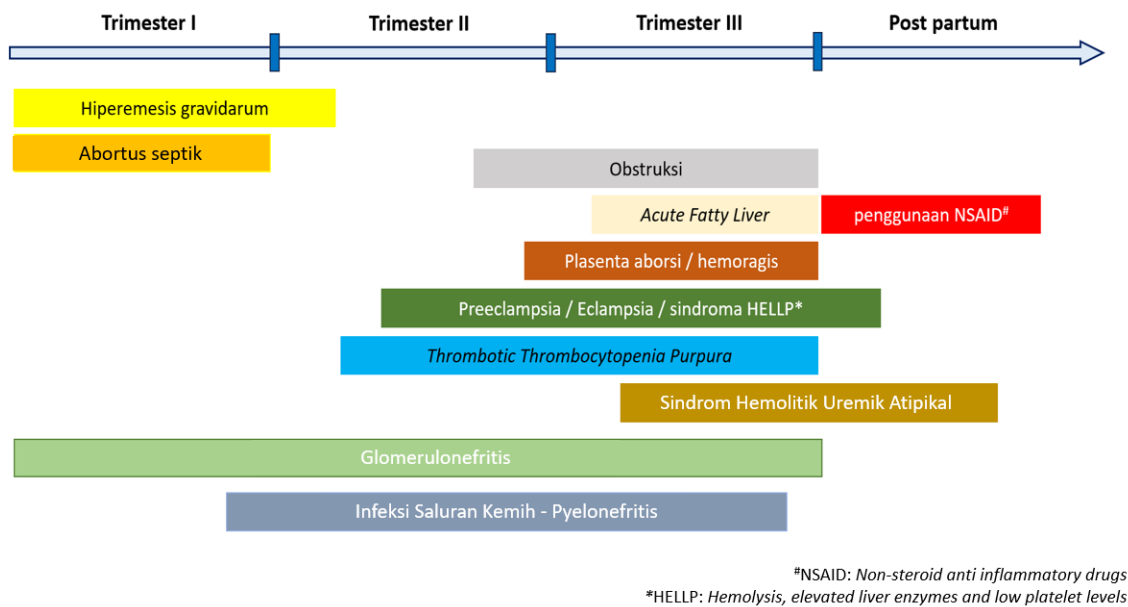 Trimester I
Trimester II
Trimester III
Post partum
Hiperemesis gravidarum
Abortus septik
Obstruksi
Acute Fatty Liver
penggunaan NSAID#
Plasenta aborsi / hemoragis
Preeclampsia / Eclampsia / sindroma HELLP*
Thrombotic Thrombocytopenia Purpura
Sindrom Hemolitik Uremik Atipikal
Glomerulonefritis
Infeksi Saluran Kemih - Pyelonefritis
#NSAID: Non-steroid anti inflammatory drugs
*HELLP: Hemolysis, elevated liver enzymes and low platelet levels